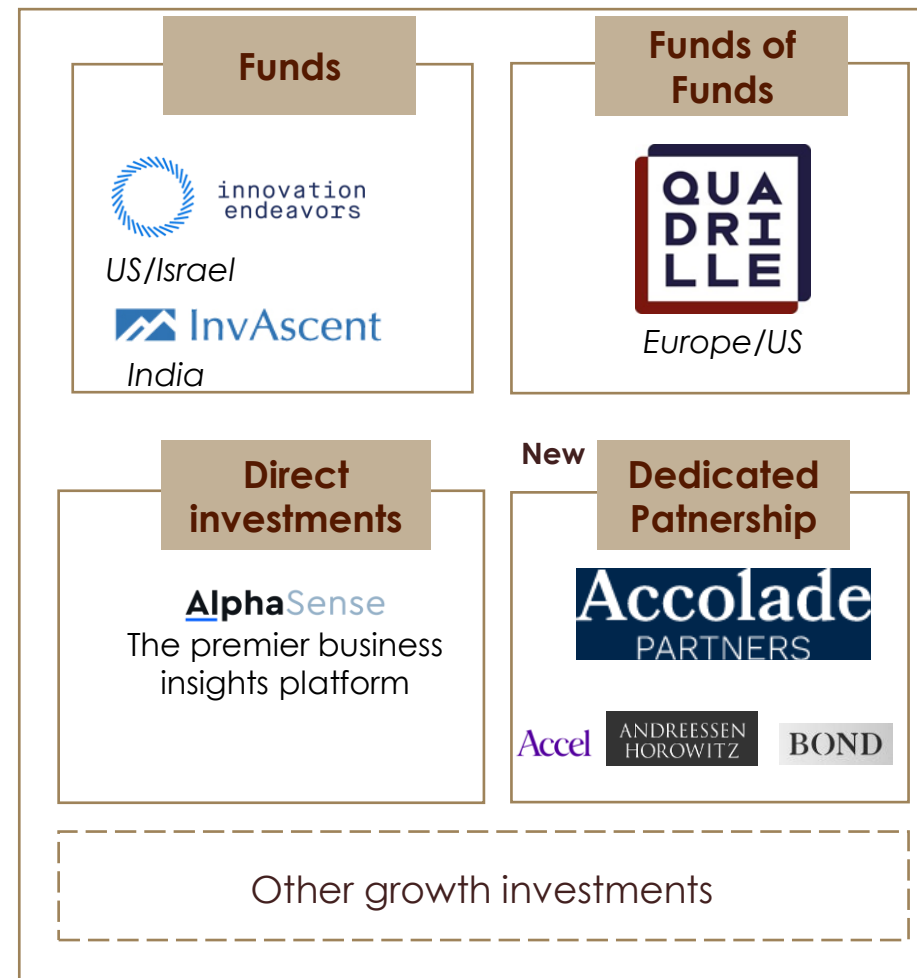 Funds
innovation
endeavors
US/Israel
InvAscent
India
Funds of
Funds
QUA
DRI
LLE
Europe/US
Direct
investments
AlphaSense
The premier business
insights platform
New
Dedicated
Patnership
Accolade
PARTNERS
Accel
ANDREESSEN
HOROWITZ
BOND
Other growth investments